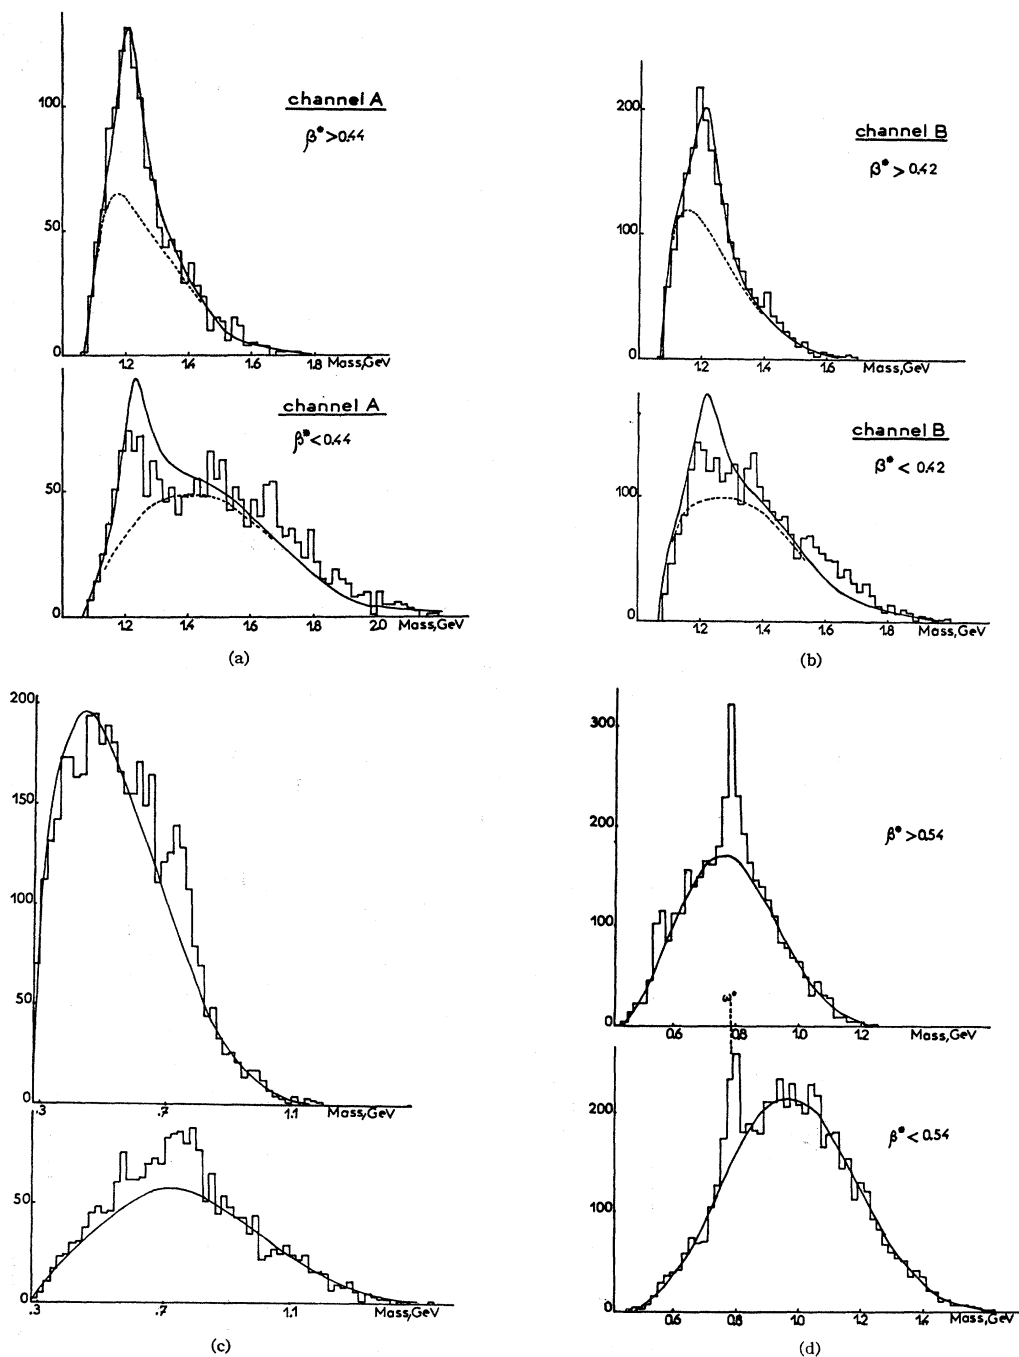 100
50
0
channel A
β* > 0.44
1.2 1.4 1.6 1.8 Mass,GeV
50
0
channel A
β* < 0.44
1.2 1.4 1.6 1.8 2.0 Mass,GeV
(a)
200
100
0
channel B
β* > 0.42
1.2 1.4 1.6 Mass,GeV
100
0
channel B
β* < 0.42
1.2 1.4 1.6 1.8 Mass,GeV
(b)
200
150
100
50
0
.3 .7 1.1 Mass,GeV
50
0
.3 .7 1.1 Mass,GeV
(c)
300
200
100
0
β* > 0.54
0.6 0.8 1.0 1.2 Mass,GeV
ω°
200
100
0
β* < 0.54
0.6 0.8 1.0 1.2 1.4 Mass,GeV
(d)